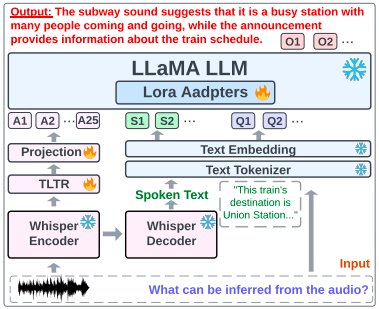 Output: The subway sound suggests that it is a busy station with
many people coming and going, while the announcement
provides information about the train schedule.
O1 O2 ...
LLaMA LLM
Lora Aadpters
A1 A2 ... A25 S1 S2 ... Q1 Q2 ...
Projection
Text Embedding
Text Tokenizer
TLTR
Spoken Text
"This train's
destination is
Union Station..."
Whisper
Encoder
Whisper
Decoder
Input
What can be inferred from the audio?